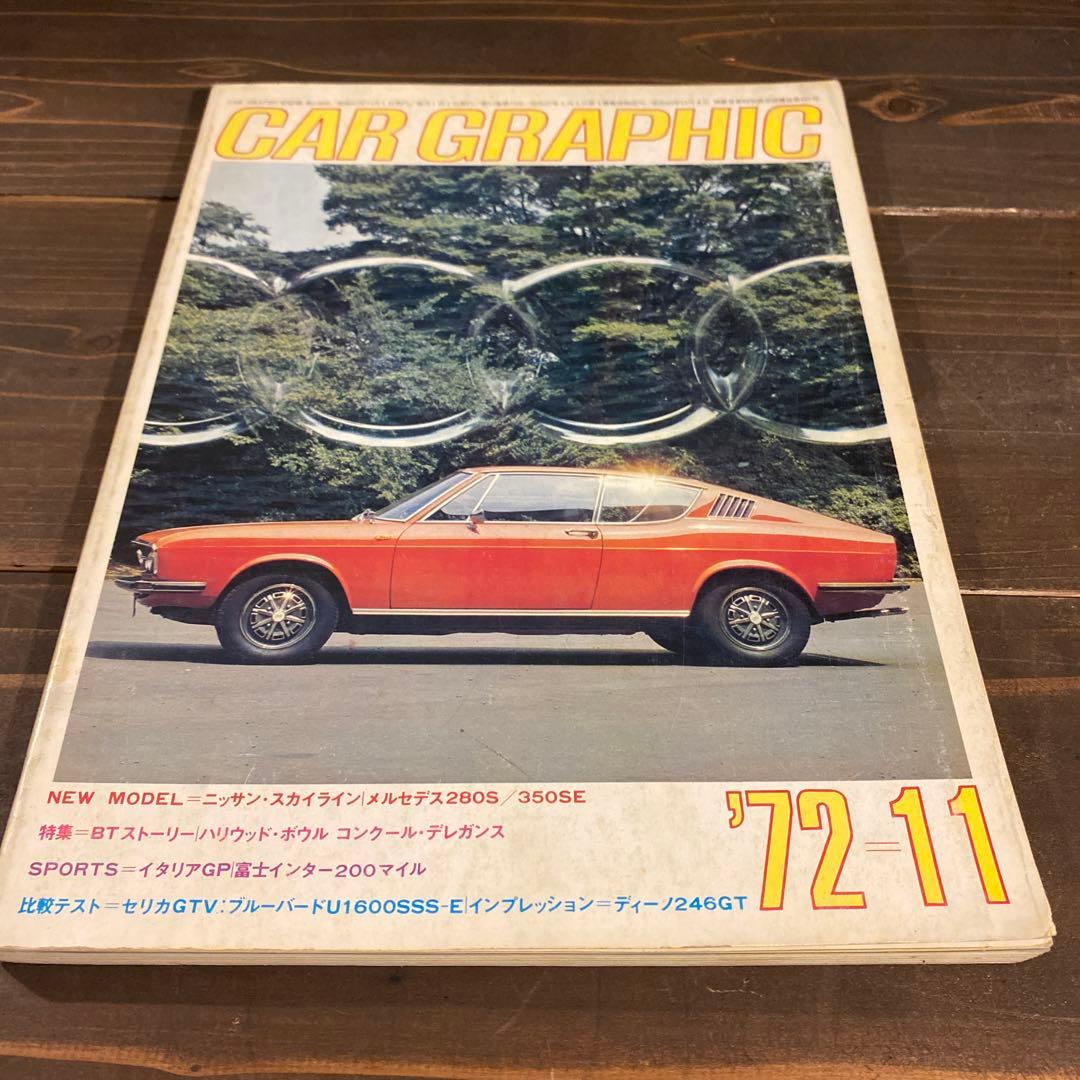 CAR GRAPHIC
NEW MODEL=ニッサン・スカイライン|メルセデス280S/350SE
特集=BTストーリー|ハリウッド・ボウル コンクール・デレガンス
SPORTS=イタリアGP|富士インター200マイル
比較テスト=セリカGTV:ブルーバードU1600SSS-E|インプレッション=ディーノ246GT
'72=11